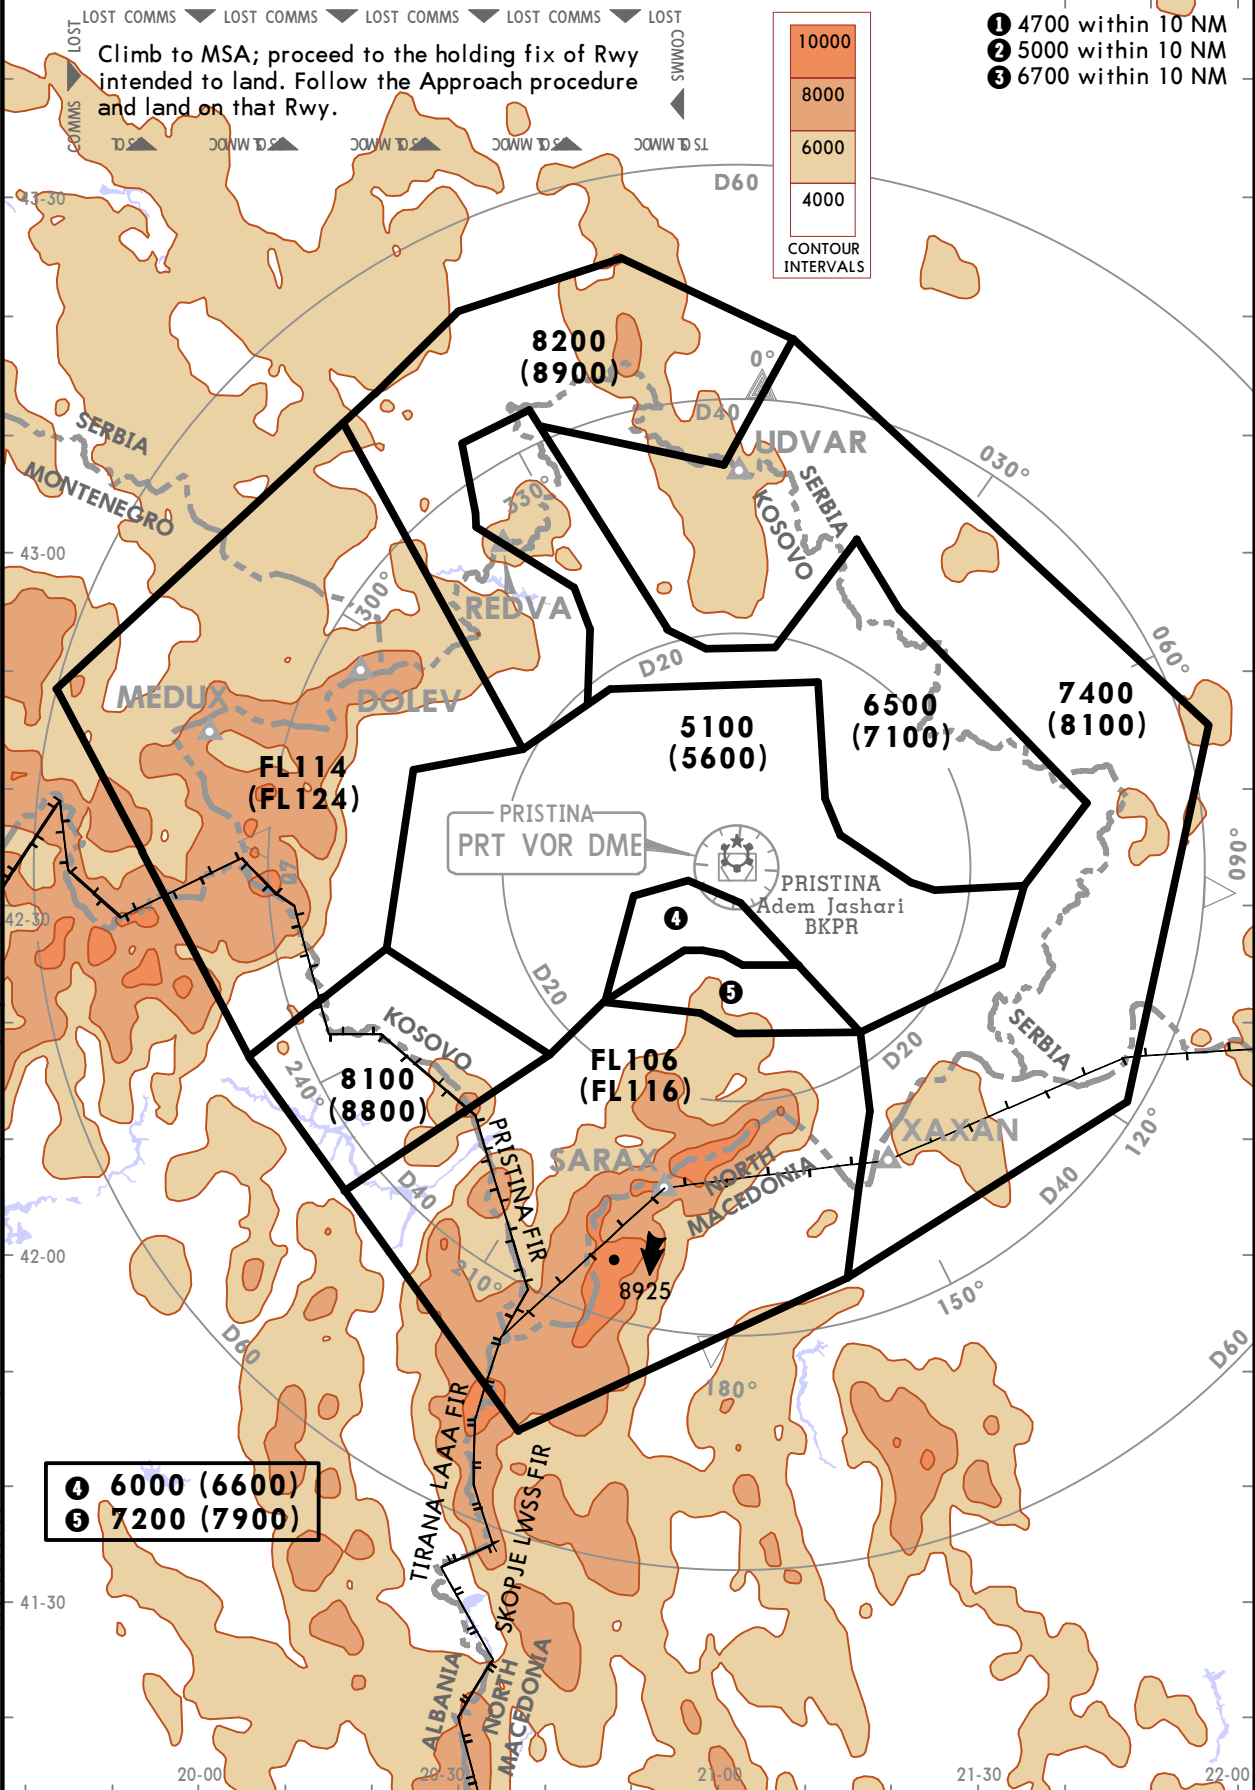 LOST COMMS LOST COMMS LOST COMMS LOST COMMS LOST
LOST COMMS
COMMS
Climb to MSA; proceed to the holding fix of Rwy
intended to land. Follow the Approach procedure
and land on that Rwy.
10000
8000
6000
4000
CONTOUR
INTERVALS
❶ 4700 within 10 NM
❷ 5000 within 10 NM
❸ 6700 within 10 NM
D60
43-30
8200
(8900)
0°
D40
UDVAR
SERBIA
MONTENEGRO
SERBIA
KOSOVO
030°
330°
43-00
300°
REDVA
D20
060°
MEDUX
DOLEV
5100
(5600)
6500
(7100)
7400
(8100)
FL114
(FL124)
PRISTINA
PRT VOR DME
PRISTINA
Adem Jashari
BKPR
090°
42-30
❹
❺
D20
D20
KOSOVO
SERBIA
240°
8100
(8800)
FL106
(FL116)
PRISTINA FIR
SARAX
XAXAN
120°
NORTH
MACEDONIA
D40
D40
42-00
210°
8925
150°
180°
D60
D60
TIRANA LAAA FIR
SKOPJE LWSS FIR
❹ 6000 (6600)
❺ 7200 (7900)
41-30
ALBANIA
NORTH
MACEDONIA
20-00
20-30
21-00
21-30
22-00